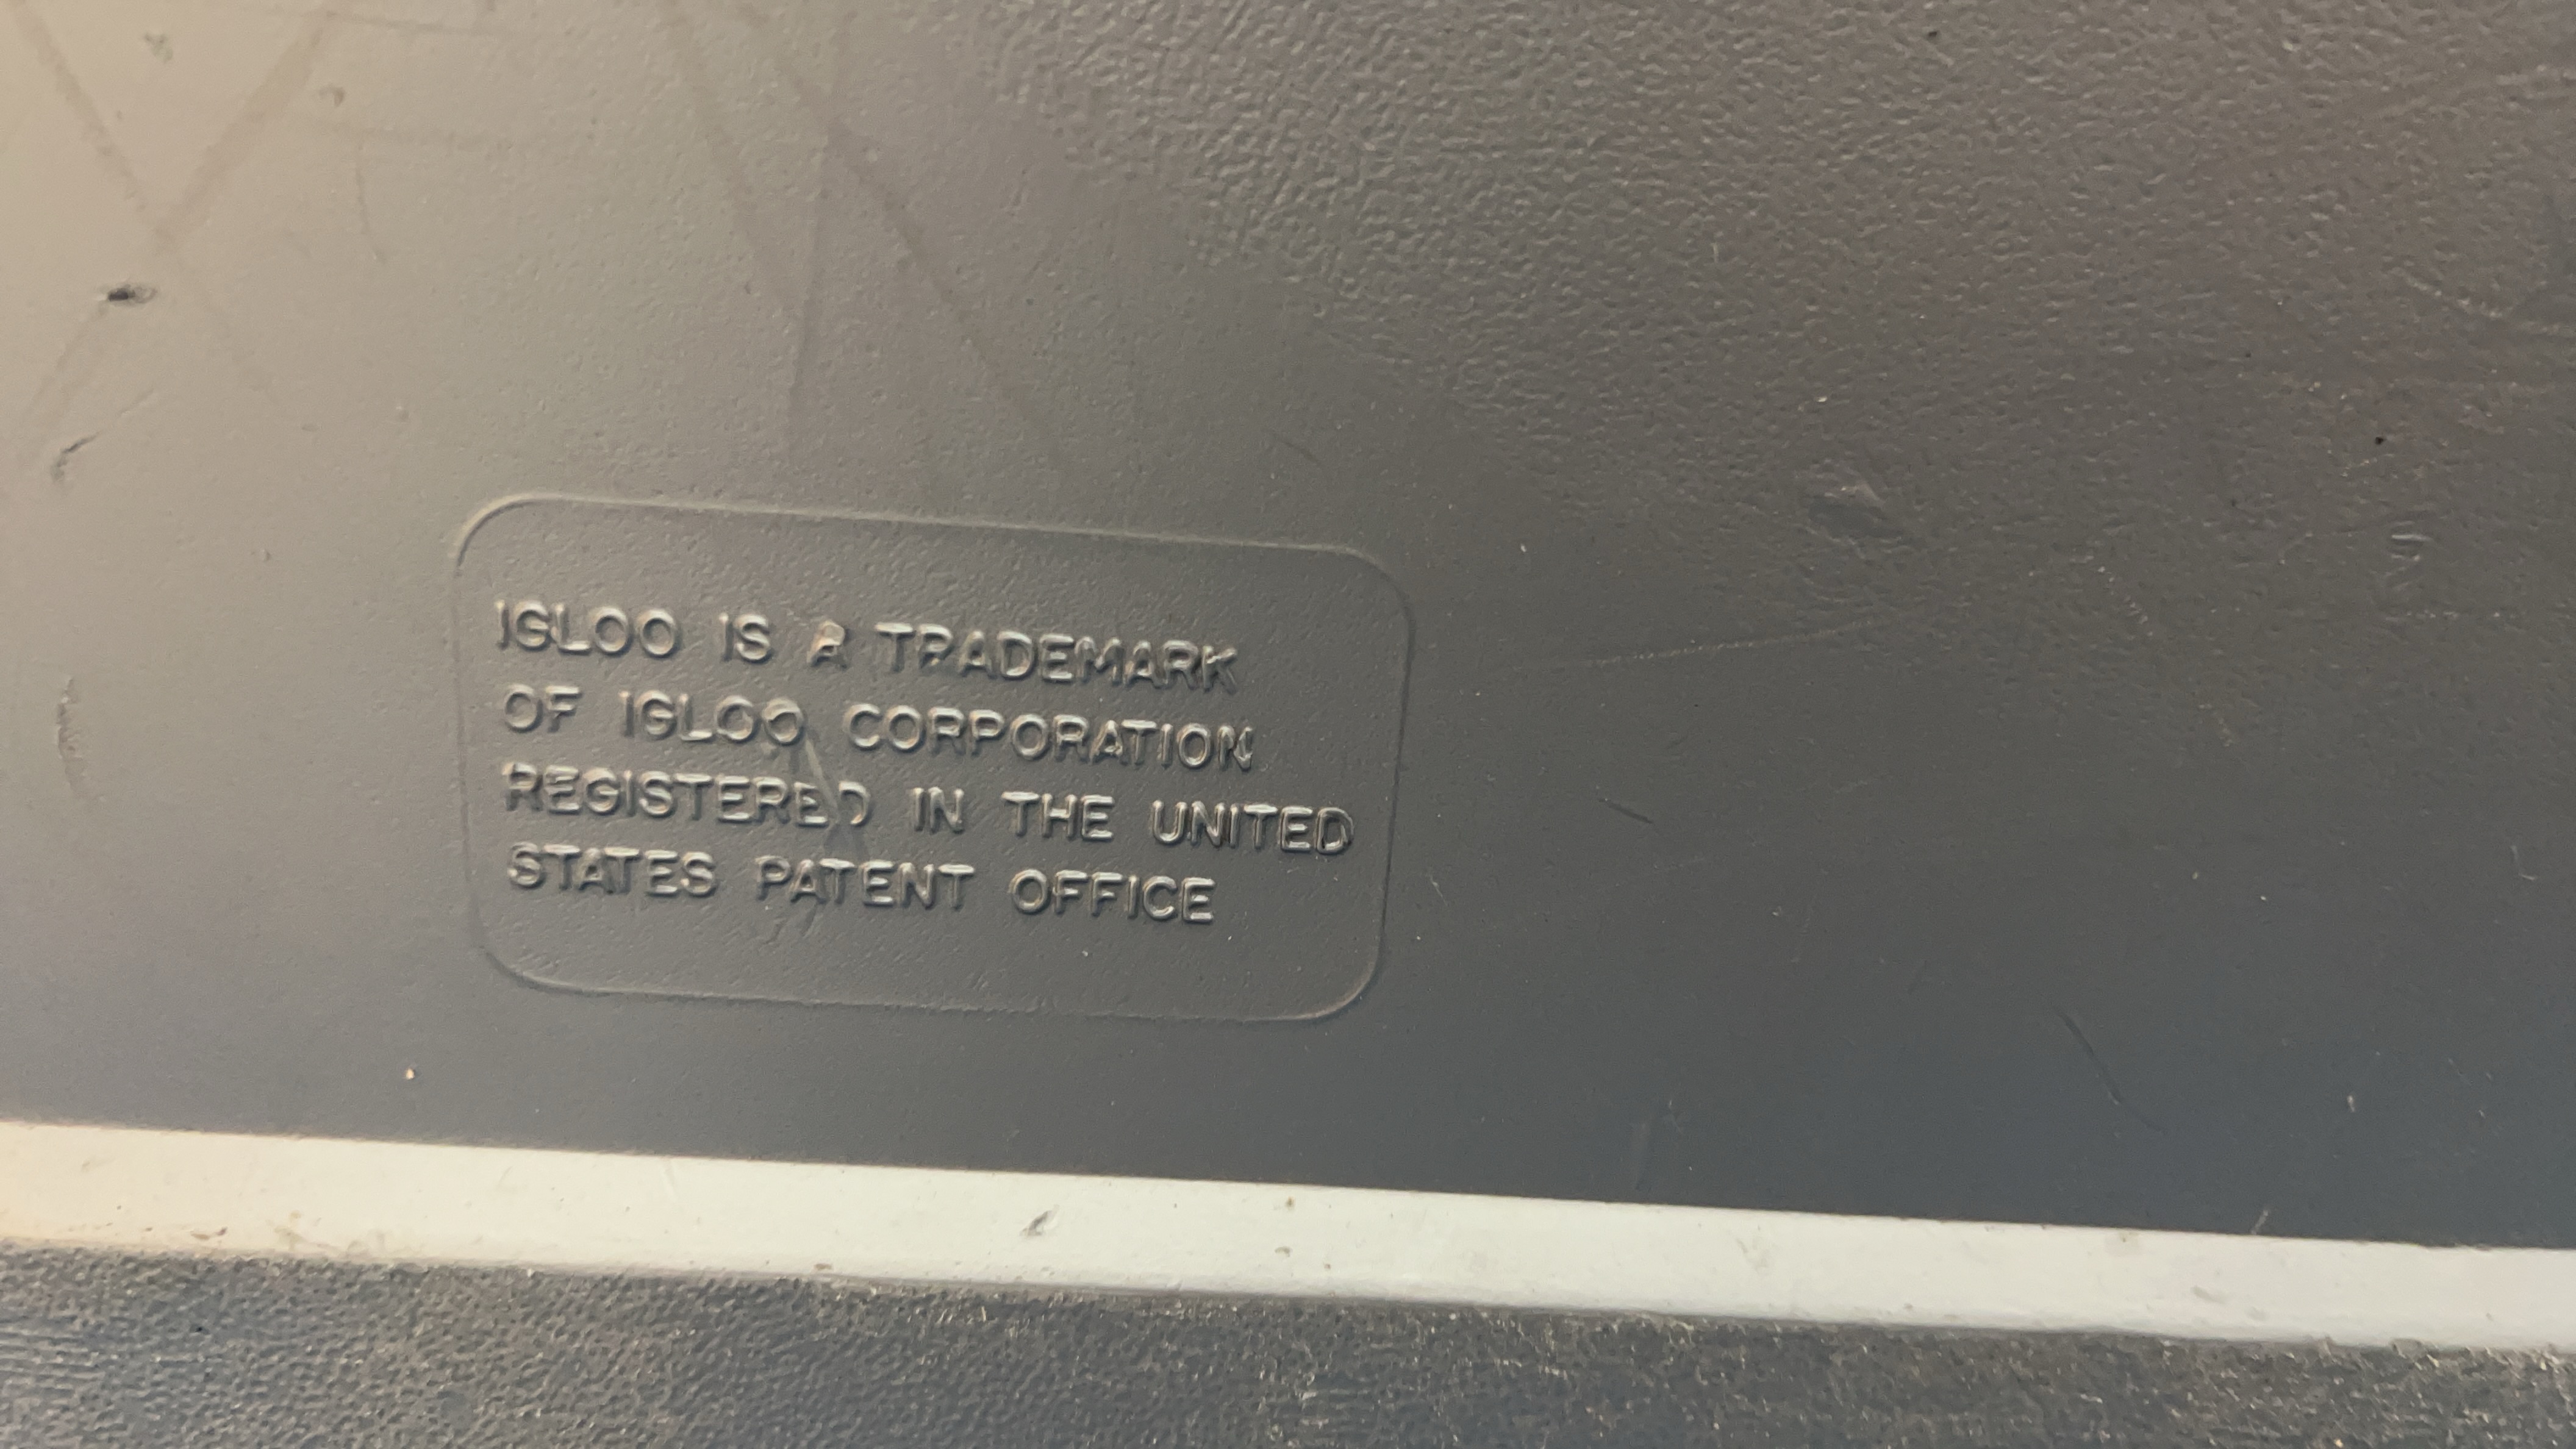 IGLOO IS A TRADEMARK
OF IGLOO CORPORATION
REGISTERED IN THE UNITED
STATES PATENT OFFICE